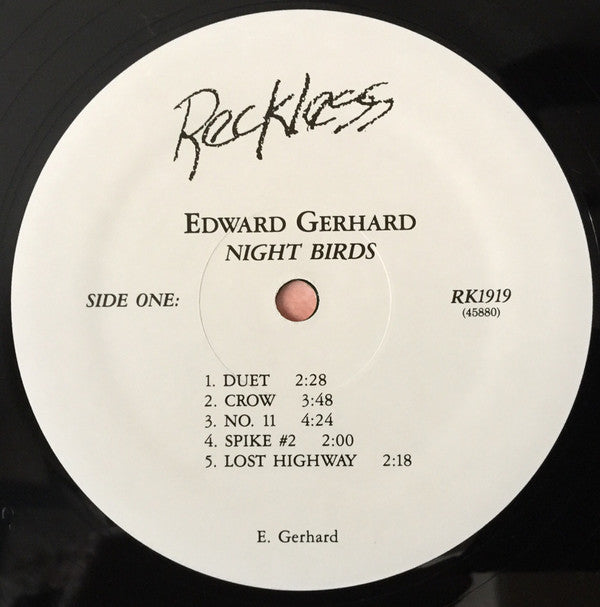 Reckless
EDWARD GERHARD
NIGHT BIRDS
SIDE ONE:
RK1919
(45880)
1. DUET 2:28
2. CROW 3:48
3. NO. 11 4:24
4. SPIKE #2 2:00
5. LOST HIGHWAY 2:18
E. Gerhard